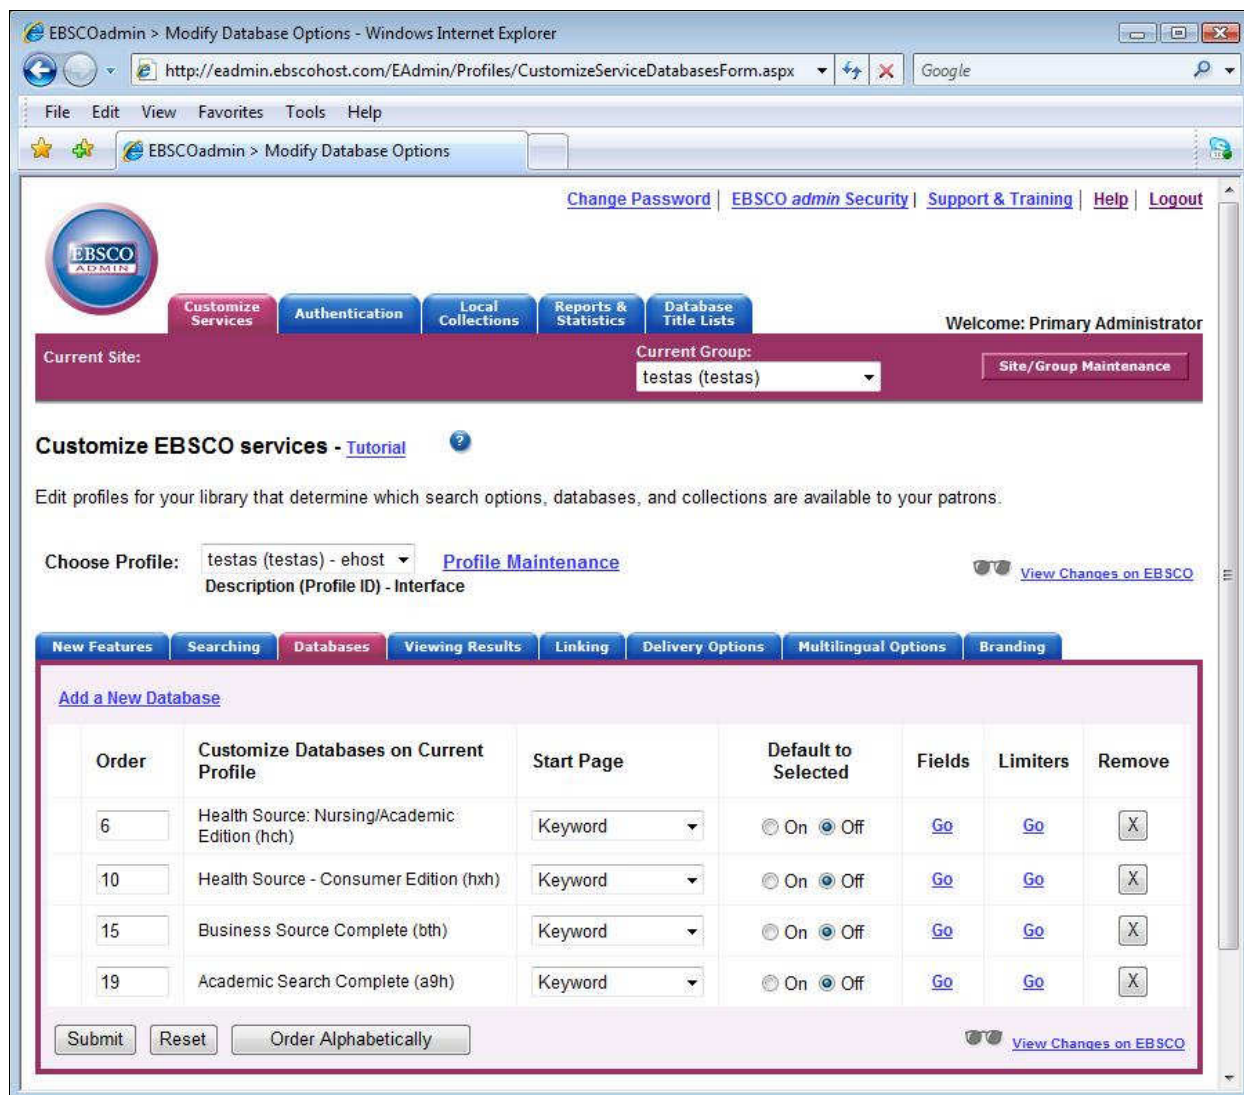 EBSCOadmin > Modify Database Options - Windows Internet Explorer
http://eadmin.ebscohost.com/EAdmin/Profiles/CustomizeServiceDatabasesForm.aspx Google
File Edit View Favorites Tools Help
EBSCOadmin > Modify Database Options
Change Password | EBSCO admin Security | Support & Training | Help | Logout
EBSCO
ADMIN
Customize Services Authentication Local Collections Reports & Statistics Database Title Lists
Welcome: Primary Administrator
Current Site: Current Group:
testas (testas) Site/Group Maintenance
Customize EBSCO services - Tutorial ?
Edit profiles for your library that determine which search options, databases, and collections are available to your patrons.
Choose Profile: testas (testas) - ehost Profile Maintenance
View Changes on EBSCO
Description (Profile ID) - Interface
New Features Searching Databases Viewing Results Linking Delivery Options Multilingual Options Branding
Add a New Database
Order Customize Databases on Current Profile Start Page Default to Selected Fields Limiters Remove
6 Health Source: Nursing/Academic Edition (hch) Keyword On Off Go Go X
10 Health Source - Consumer Edition (hxh) Keyword On Off Go Go X
15 Business Source Complete (bth) Keyword On Off Go Go X
19 Academic Search Complete (a9h) Keyword On Off Go Go X
Submit Reset Order Alphabetically View Changes on EBSCO